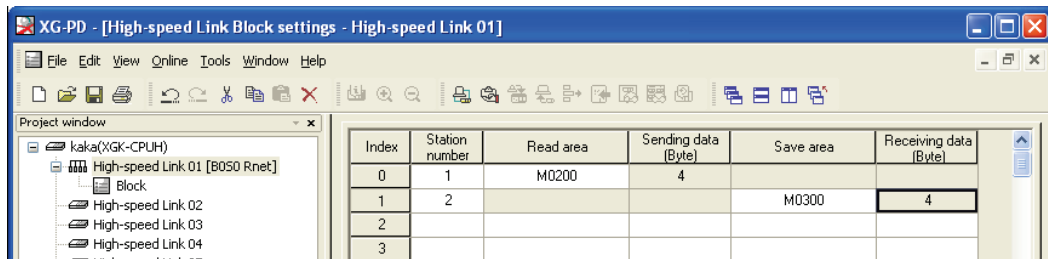 XG-PD - [High-speed Link Block settings - High-speed Link 01]
File Edit View Online Tools Window Help
Project window
kaka(XGK-CPUH)
High-speed Link 01 [B0S0 Rnet]
Block
High-speed Link 02
High-speed Link 03
High-speed Link 04
Index Station number Read area Sending data (Byte) Save area Receiving data (Byte)
0 1 M0200 4
1 2 M0300 4
2
3